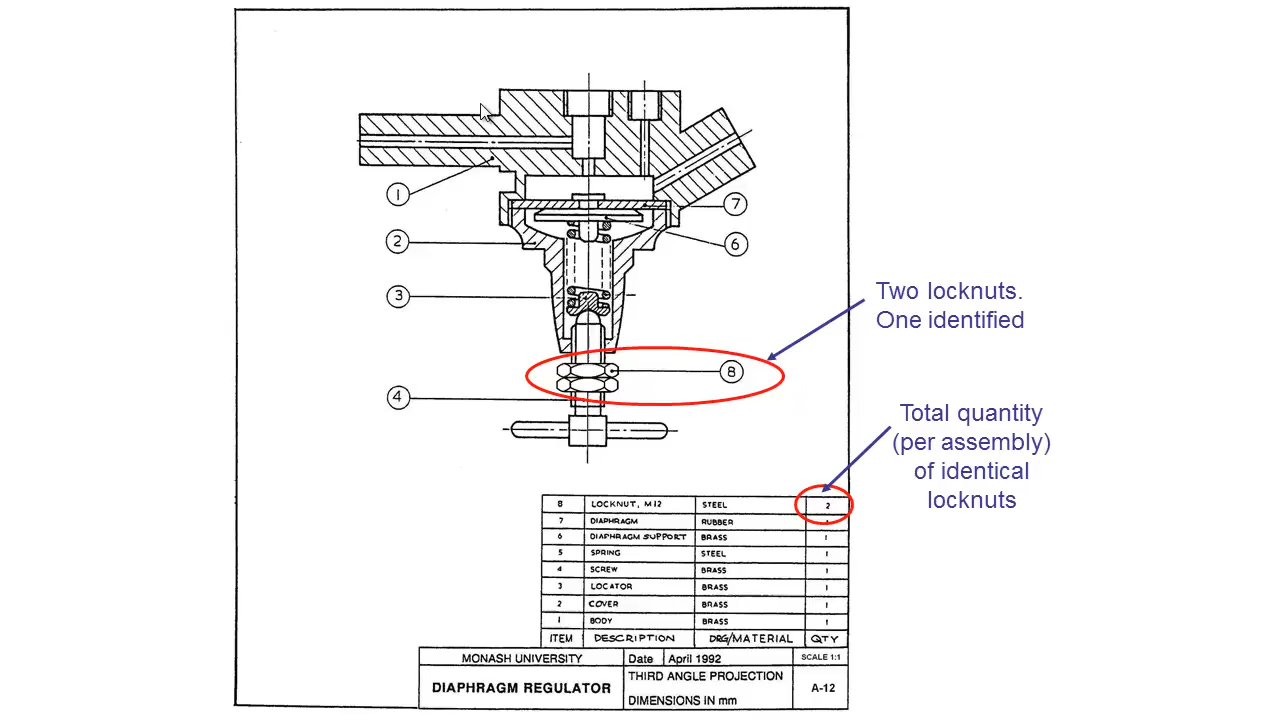 1
7
2
6
3
8
4
Two locknuts.
One identified
Total quantity
(per assembly)
of identical
locknuts
8 LOCKNUT, M12 STEEL 2
7 DIAPHRAGM RUBBER 1
6 DIAPHRAGM SUPPORT BRASS 1
5 SPRING STEEL 1
4 SCREW BRASS 1
3 LOCATOR BRASS 1
2 COVER BRASS 1
1 BODY BRASS 1
ITEM DESCRIPTION DRG/MATERIAL QTY
MONASH UNIVERSITY Date April 1992 SCALE 1:1
DIAPHRAGM REGULATOR THIRD ANGLE PROJECTION A-12
DIMENSIONS IN mm